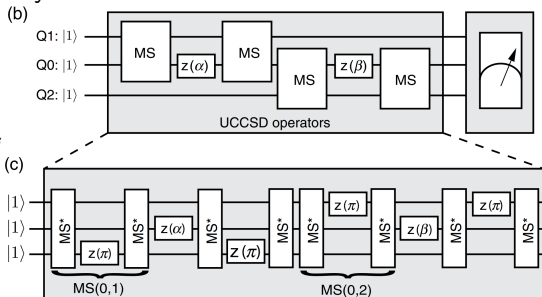 (b)
Q1: |1⟩ MS MS
Q0: |1⟩ z(α) MS z(β) MS
Q2: |1⟩
UCCSD operators
(c)
|1⟩ MS* MS* MS* MS* MS* z(π) MS* MS* z(π) MS*
|1⟩ z(α) z(β)
|1⟩ z(π) z(π)
MS(0,1) MS(0,2)